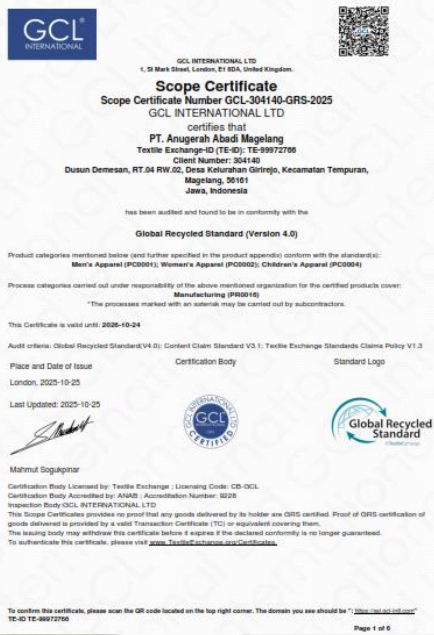 GCL
INTERNATIONAL
GCL INTERNATIONAL LTD
1, St Mark Street, London, E1 8DA, United Kingdom.
Scope Certificate
Scope Certificate Number GCL-304140-GRS-2025
GCL INTERNATIONAL LTD
certifies that
PT. Anugerah Abadi Magelang
Textile Exchange-ID (TE-ID): TE-99972766
Client Number: 304140
Dusun Demesan, RT.04 RW.02, Desa Kelurahan Girirejo, Kecamatan Tempuran,
Magelang, 56161
Jawa, Indonesia
has been audited and found to be in conformity with the
Global Recycled Standard (Version 4.0)
Product categories mentioned below (and further specified in the product appendix) conform with the standard(s):
Men's Apparel (PC0001); Women's Apparel (PC0002); Children's Apparel (PC0004)
Process categories carried out under responsibility of the above mentioned organization for the certified products cover:
Manufacturing (PR0016)
*The processes marked with an asterisk may be carried out by subcontractors.
This Certificate is valid until: 2026-10-24
Audit criteria: Global Recycled Standard(V4.0); Content Claim Standard V3.1; Textile Exchange Standards Claims Policy V1.3
Place and Date of Issue
Certification Body
Standard Logo
London, 2025-10-25
Last Updated: 2025-10-25
GCL INTERNATIONAL LTD
GCL
CERTIFIED
Global Recycled
Standard
Mahmut Sogukpinar
Certification Body Licensed by: Textile Exchange ; Licensing Code: CB-GCL
Certification Body Accredited by: ANAB ; Accreditation Number: 9228
Inspection Body:GCL INTERNATIONAL LTD
This Scope Certificates provides no proof that any goods delivered by its holder are GRS certified. Proof of GRS certification of
goods delivered is provided by a valid Transaction Certificate (TC) or equivalent covering them.
The issuing body may withdraw this certificate before it expires if the declared conformity is no longer guaranteed.
To authenticate this certificate, please visit www.TextileExchange.org/Certificates.
To confirm this certificate, please scan the QR code located on the top right corner. The domain you see should be "; https://asl.gcl-intl.com"
TE-ID TE-99972766
Page 1 of 6